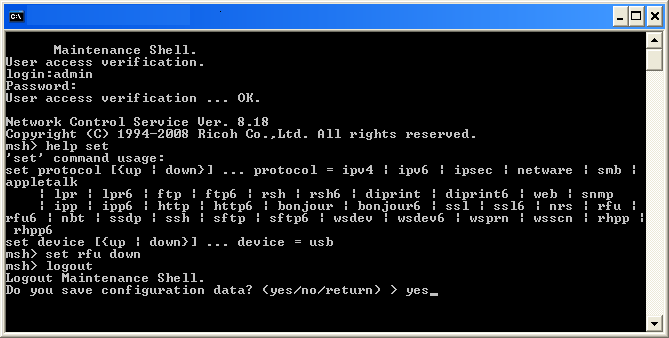 C:\
Maintenance Shell.
User access verification.
login:admin
Password:
User access verification ... OK.
Network Control Service Ver. 8.18
Copyright (C) 1994-2008 Ricoh Co.,Ltd. All rights reserved.
msh> help set
'set' command usage:
set protocol [{up | down}] ... protocol = ipv4 | ipv6 | ipsec | netware | smb |
appletalk
| lpr | lpr6 | ftp | ftp6 | rsh | rsh6 | diprint | diprint6 | web | snmp
| ipp | ipp6 | http | http6 | bonjour | bonjour6 | ssl | ssl6 | nrs | rfu |
rfu6 | nbt | ssdp | ssh | sftp | sftp6 | wsdev | wsdev6 | wsprn | wsscn | rhpp |
rhpp6
set device [{up | down}] ... device = usb
msh> set rfu down
msh> logout
Logout Maintenance Shell.
Do you save configuration data? (yes/no/return) > yes_